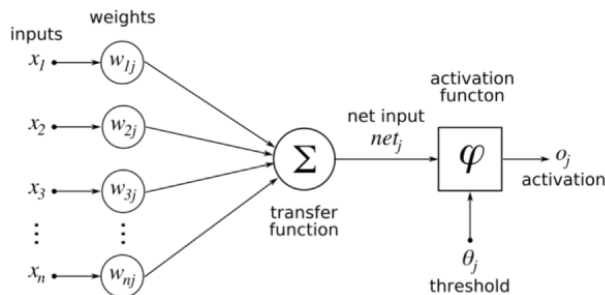 inputs
weights
x1
w1j
x2
w2j
x3
w3j
⋮
⋮
xn
wnj
Σ
transfer
function
net input
netj
activation
functon
φ
oj
activation
θj
threshold